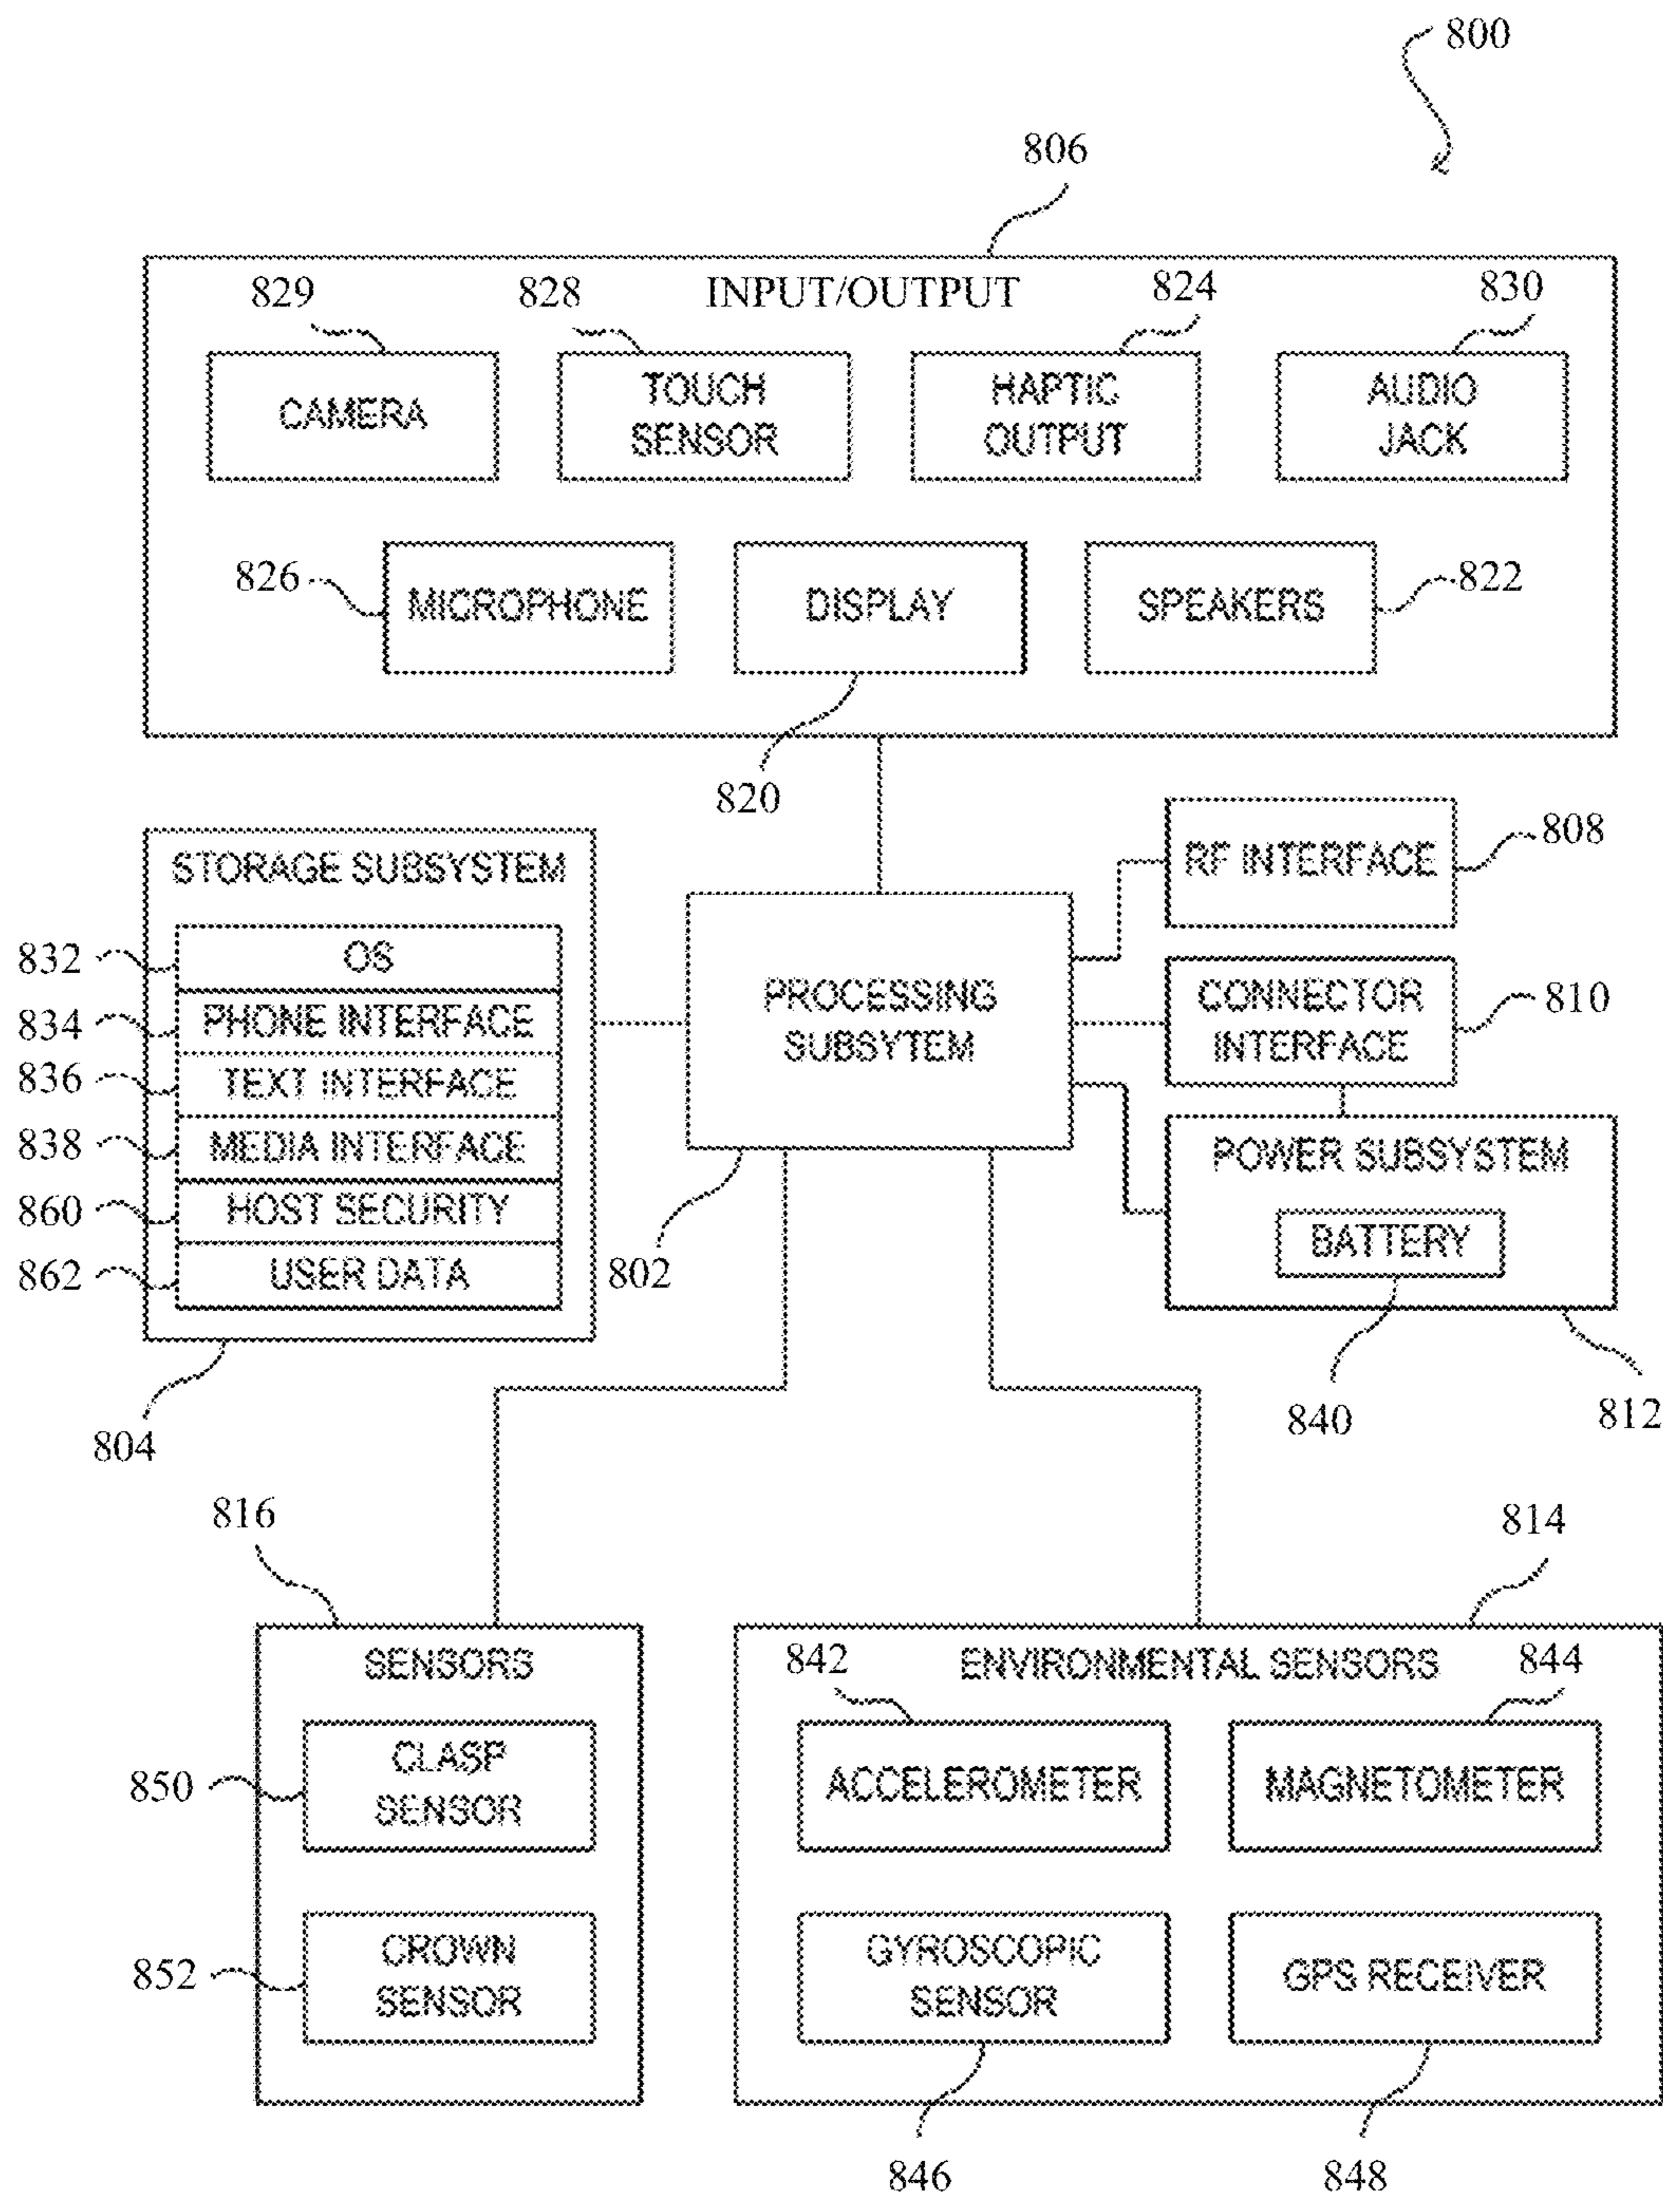 800
806
829 828 INPUT/OUTPUT 824 830
CAMERA
TOUCH
SENSOR
HAPTIC
OUTPUT
AUDIO
JACK
826 MICROPHONE DISPLAY SPEAKERS 822
820
STORAGE SUBSYSTEM
832 OS
834 PHONE INTERFACE
836 TEXT INTERFACE
838 MEDIA INTERFACE
860 HOST SECURITY
862 USER DATA
804
PROCESSING
SUBSYTEM
802
RF INTERFACE 808
CONNECTOR
INTERFACE
810
POWER SUBSYSTEM
BATTERY
840
812
816
SENSORS
850
CLASP
SENSOR
852
CROWN
SENSOR
814
842 ENVIRONMENTAL SENSORS 844
ACCELEROMETER MAGNETOMETER
GYROSCOPIC
SENSOR
GPS RECEIVER
846 848